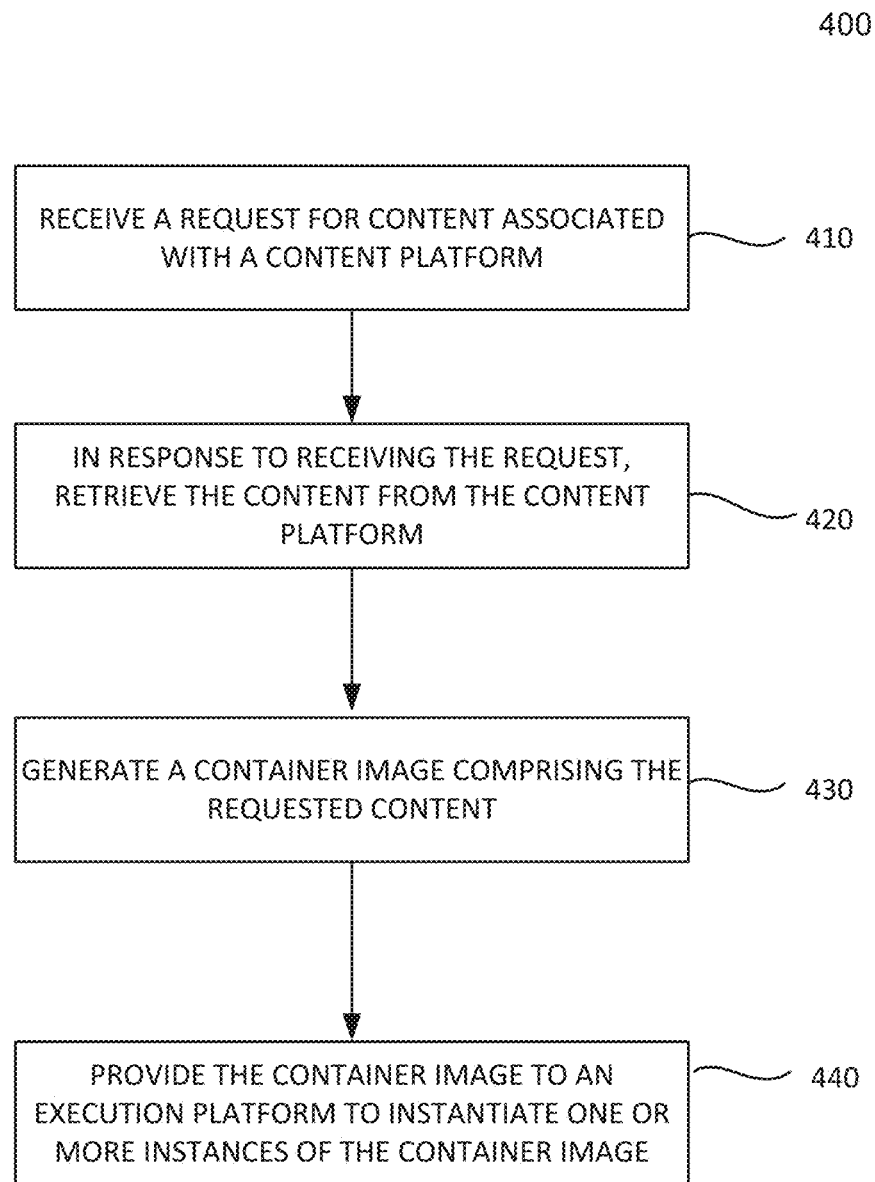 400
RECEIVE A REQUEST FOR CONTENT ASSOCIATED
WITH A CONTENT PLATFORM
410
IN RESPONSE TO RECEIVING THE REQUEST,
RETRIEVE THE CONTENT FROM THE CONTENT
PLATFORM
420
GENERATE A CONTAINER IMAGE COMPRISING THE
REQUESTED CONTENT
430
PROVIDE THE CONTAINER IMAGE TO AN
EXECUTION PLATFORM TO INSTANTIATE ONE OR
MORE INSTANCES OF THE CONTAINER IMAGE
440